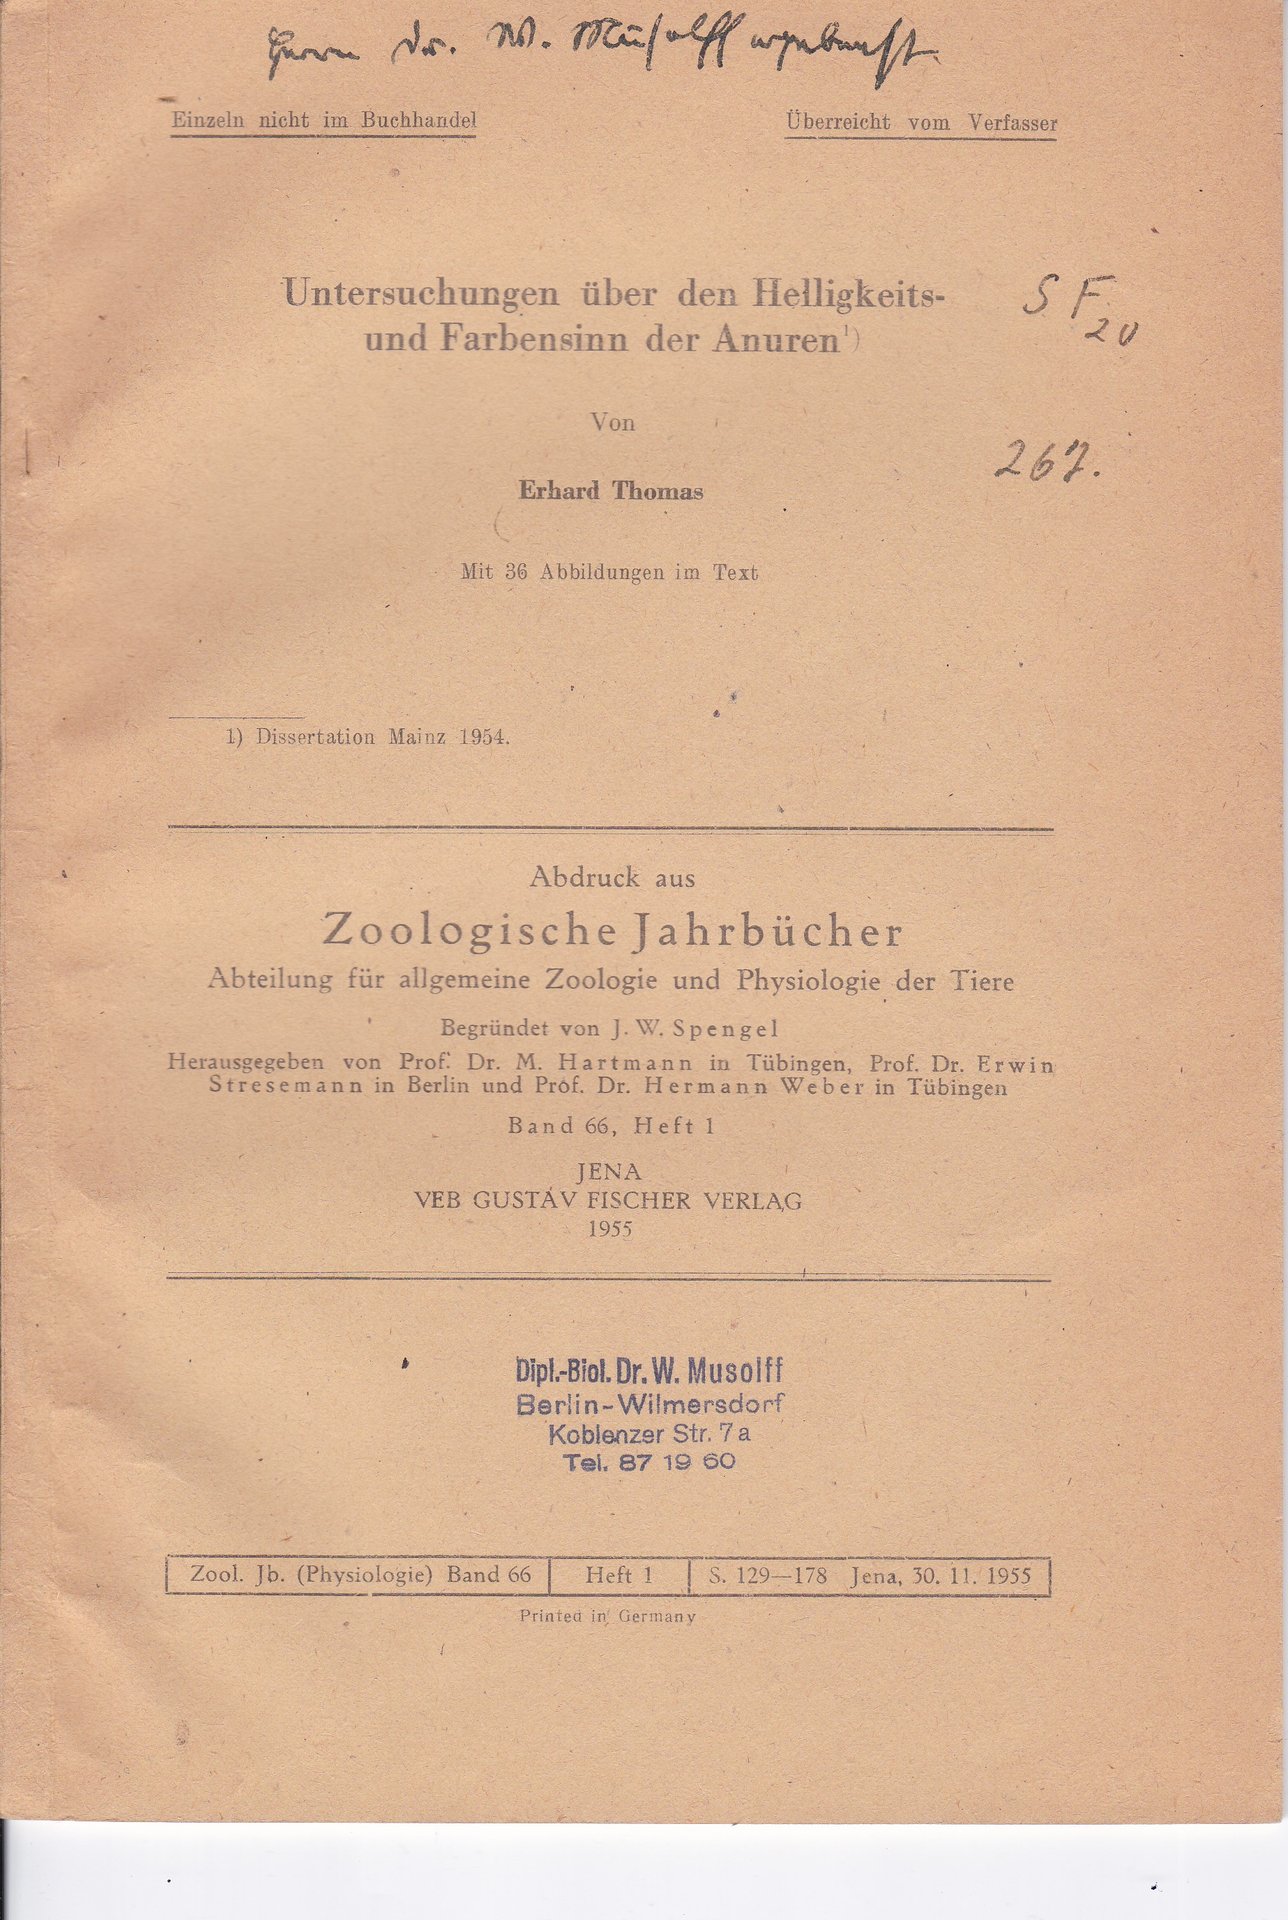 Herrn Dr. W. Musolff ergebenst.
Einzeln nicht im Buchhandel
Überreicht vom Verfasser
Untersuchungen über den Helligkeits-
und Farbensinn der Anuren¹)
S F
20
Von
267.
Erhard Thomas
Mit 36 Abbildungen im Text
1) Dissertation Mainz 1954.
Abdruck aus
Zoologische Jahrbücher
Abteilung für allgemeine Zoologie und Physiologie der Tiere
Begründet von J. W. Spengel
Herausgegeben von Prof. Dr. M. Hartmann in Tübingen, Prof. Dr. Erwin
Stresemann in Berlin und Prof. Dr. Hermann Weber in Tübingen
Band 66, Heft 1
JENA
VEB GUSTAV FISCHER VERLAG
1955
Dipl.-Biol. Dr. W. Musolff
Berlin-Wilmersdorf
Koblenzer Str. 7a
Tel. 87 19 60
Zool. Jb. (Physiologie) Band 66 Heft 1 S. 129—178 Jena, 30. 11. 1955
Printed in Germany